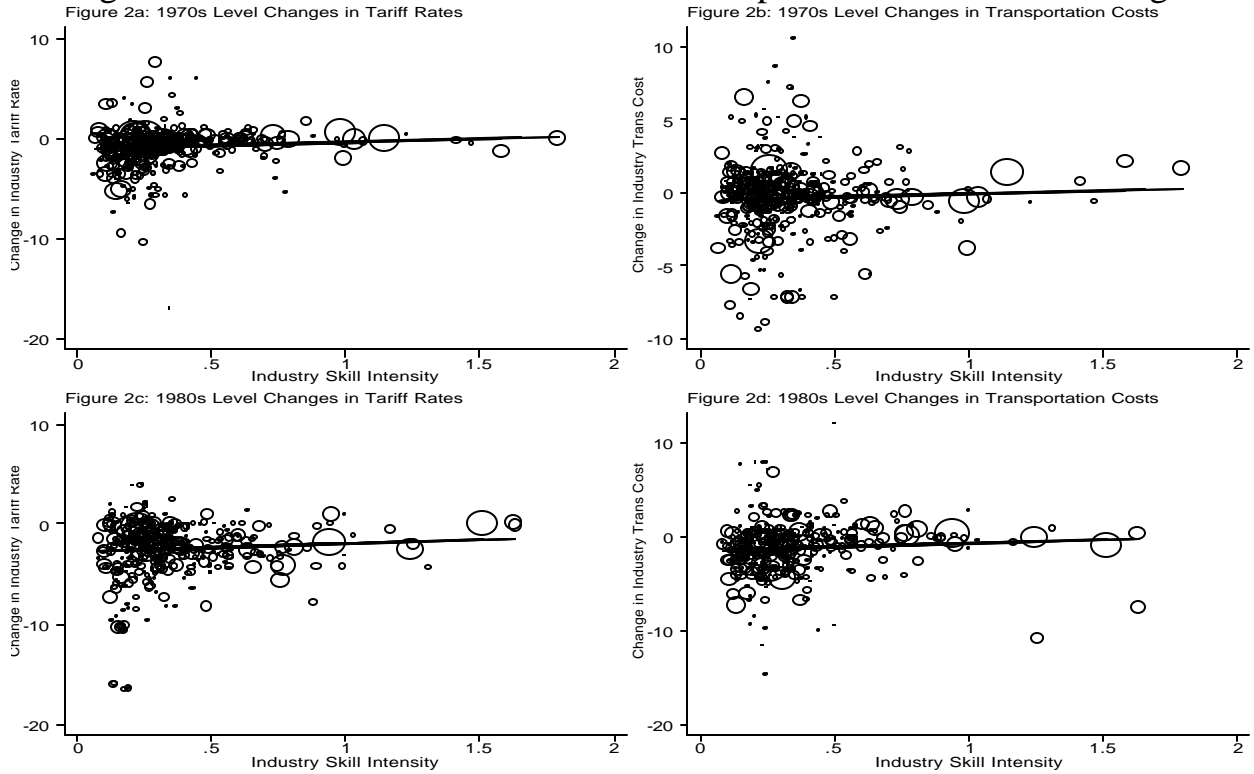 Figure 2a: 1970s Level Changes in Tariff Rates
10
0
-10
-20
Change in Industry Tariff Rate
0 .5 1 1.5 2
Industry Skill Intensity
Figure 2b: 1970s Level Changes in Transportation Costs
10
5
0
-5
-10
Change in Industry Trans Cost
0 .5 1 1.5 2
Industry Skill Intensity
Figure 2c: 1980s Level Changes in Tariff Rates
10
0
-10
-20
Change in Industry Tariff Rate
0 .5 1 1.5 2
Industry Skill Intensity
Figure 2d: 1980s Level Changes in Transportation Costs
10
0
-10
-20
Change in Industry Trans Cost
0 .5 1 1.5 2
Industry Skill Intensity